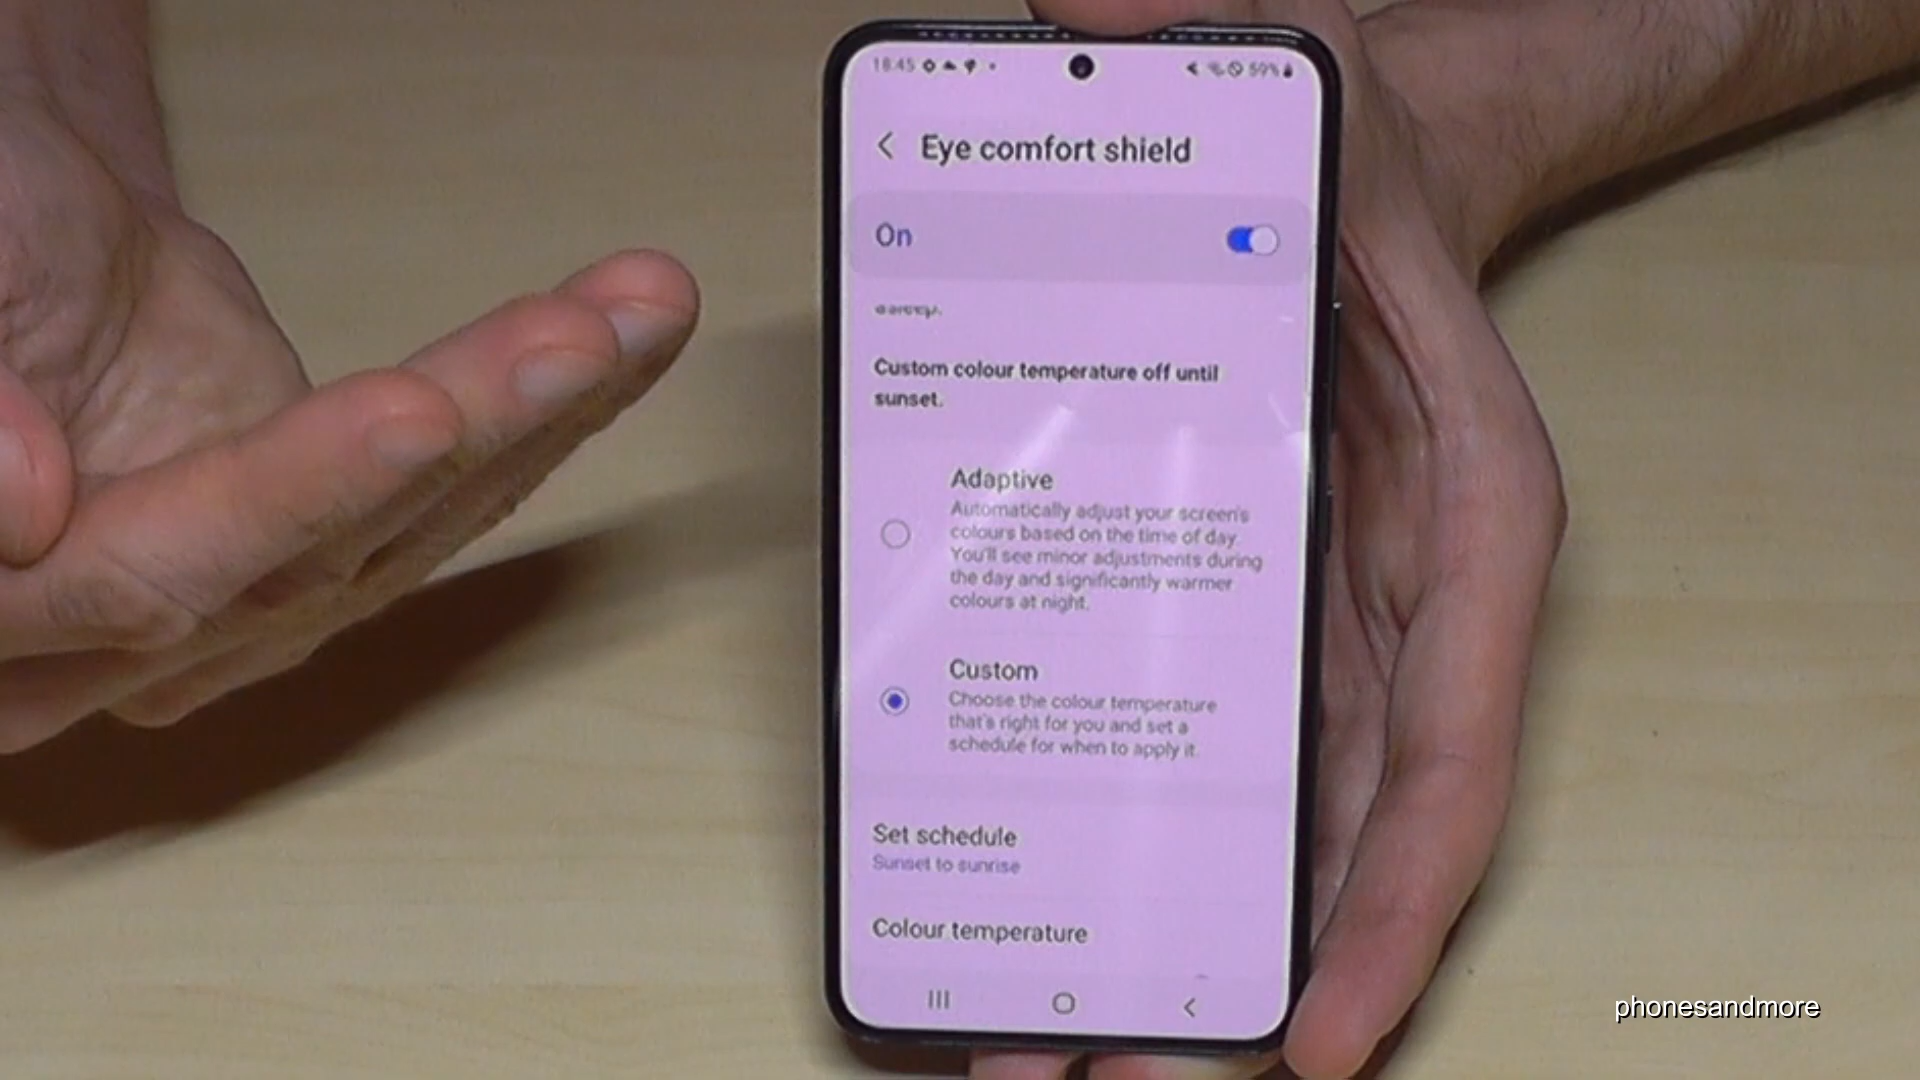 18:45
59%
Eye comfort shield
On
Custom colour temperature off until
sunset.
Adaptive
Automatically adjust your screen's
colours based on the time of day.
You'll see minor adjustments during
the day and significantly warmer
colours at night.
Custom
Choose the colour temperature
that's right for you and set a
schedule for when to apply it.
Set schedule
Sunset to sunrise
Colour temperature
phonesandmore